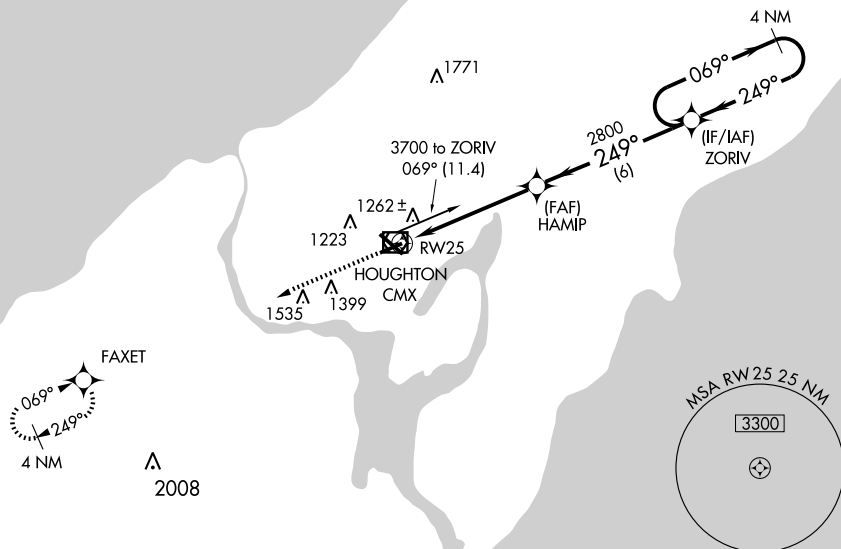 4 NM
1771
069°
249°
(IF/IAF)
ZORIV
2800
249°
(6)
3700 to ZORIV
069° (11.4)
(FAF)
HAMIP
1262 ±
1223
RW25
HOUGHTON
CMX
1535
1399
FAXET
069°
249°
4 NM
2008
MSA RW25 25 NM
3300